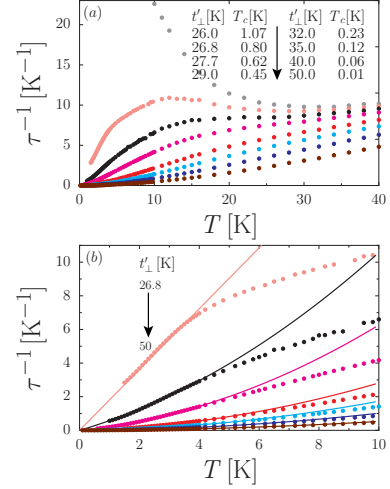 (a) t′⊥[K] T_c[K] t′⊥[K] T_c[K]
26.0 1.07 32.0 0.23
26.8 0.80 35.0 0.12
27.7 0.62 40.0 0.06
29.0 0.45 50.0 0.01
25
20
15
10
5
0
τ⁻¹ [K⁻¹]
0 10 20 30 40
T [K]
(b) t′⊥ [K]
26.8
50
10
8
6
4
2
0
τ⁻¹ [K⁻¹]
2 4 6 8 10
T [K]